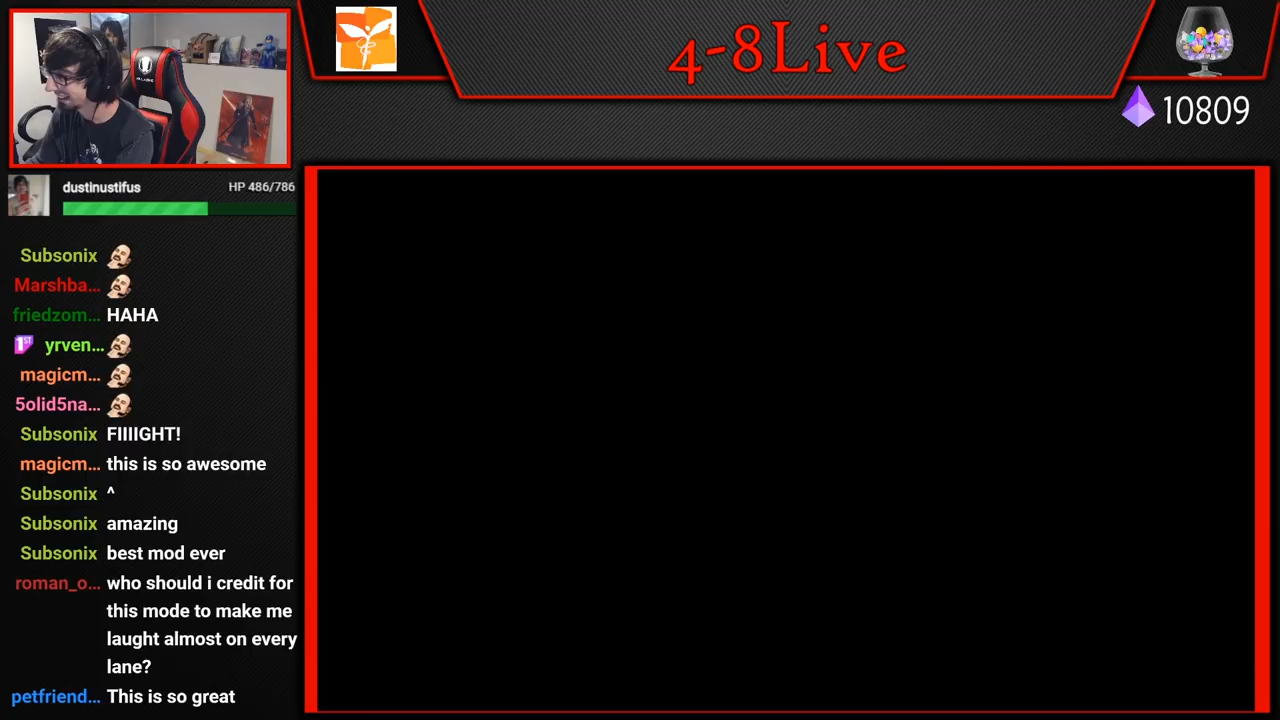 4-8Live
10809
dustinustifus HP 486/786
Subsonix
Marshba...
friedzom... HAHA
1ST yrven...
magicm...
5olid5na...
Subsonix FIIIIGHT!
magicm... this is so awesome
Subsonix ^
Subsonix amazing
Subsonix best mod ever
roman_o... who should i credit for
this mode to make me
laught almost on every
lane?
petfriend... This is so great